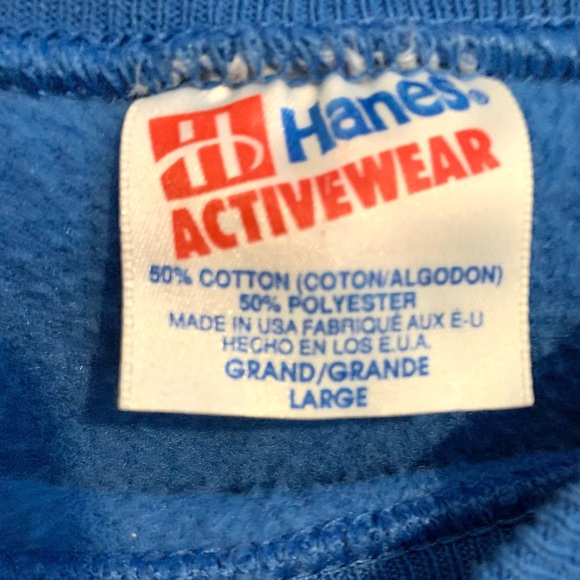 Hanes®
ACTIVEWEAR
50% COTTON (COTON/ALGODON)
50% POLYESTER
MADE IN USA FABRIQUÉ AUX É-U
HECHO EN LOS E.U.A.
GRAND/GRANDE
LARGE